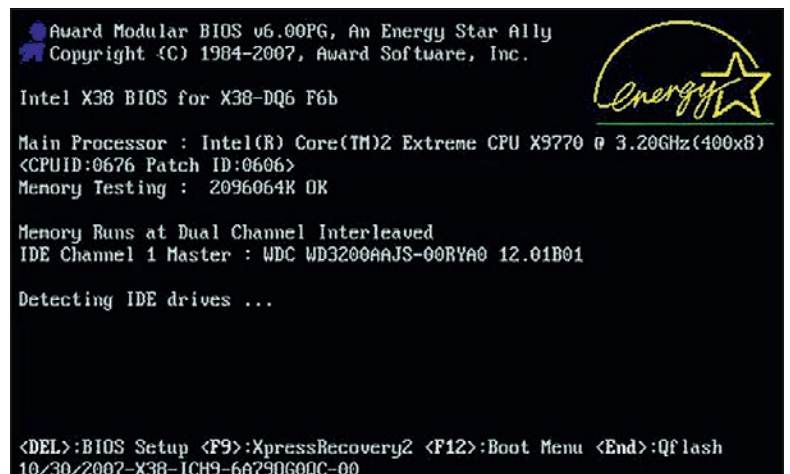 Award Modular BIOS v6.00PG, An Energy Star Ally
Copyright (C) 1984-2007, Award Software, Inc.
energy
Intel X38 BIOS for X38-DQ6 F6b
Main Processor : Intel(R) Core(TM)2 Extreme CPU X9770 @ 3.20GHz(400x8)
<CPUID:0676 Patch ID:0606>
Memory Testing : 2096064K OK
Memory Runs at Dual Channel Interleaved
IDE Channel 1 Master : WDC WD3200AAJS-00RYA0 12.01B01
Detecting IDE drives ...
<DEL>:BIOS Setup <F9>:XpressRecovery2 <F12>:Boot Menu <End>:Qflash
10/30/2007-X38-ICH9-6A79OG0QC-00